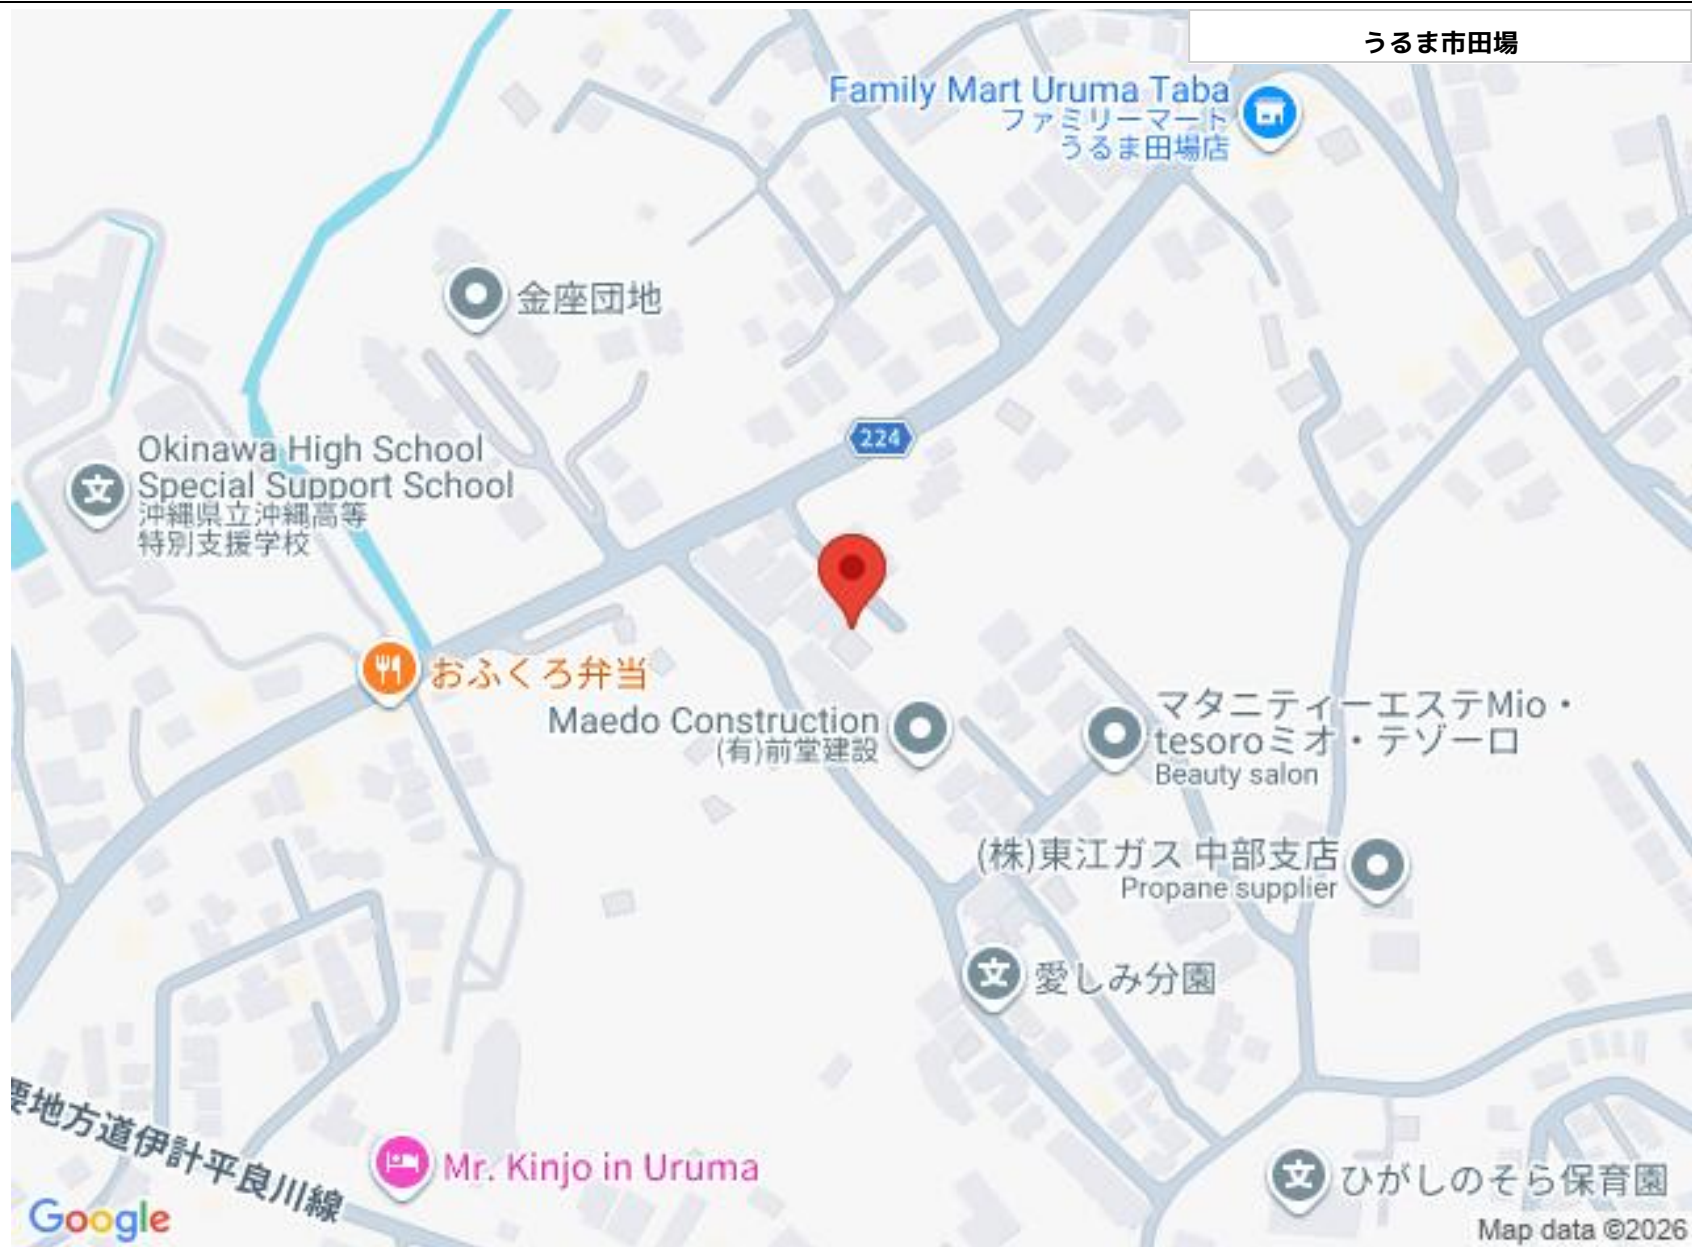 うるま市田場
Family Mart Uruma Taba
ファミリーマート
うるま田場店
金座団地
224
Okinawa High School
Special Support School
沖縄県立沖縄高等
特別支援学校
おふくろ弁当
Maedo Construction
(有)前堂建設
マタニティーエステMio・
tesoroミオ・テゾーロ
Beauty salon
(株)東江ガス 中部支店
Propane supplier
愛しみ分園
要地方道伊計平良川線
Mr. Kinjo in Uruma
ひがしのそら保育園
Google
Map data ©2026